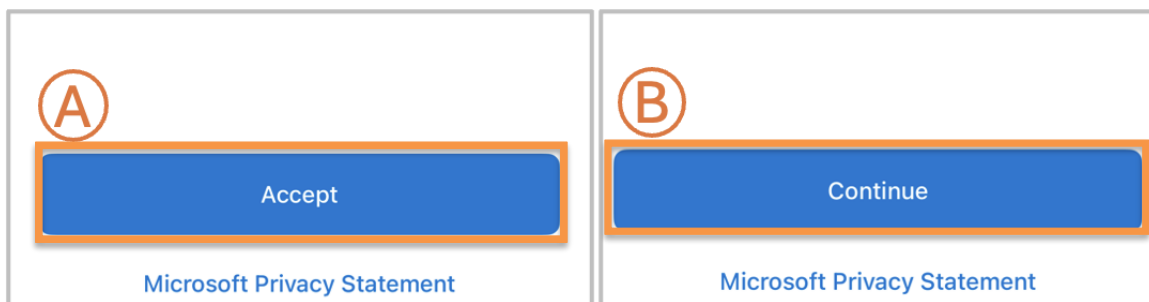 A
Accept
Microsoft Privacy Statement
B
Continue
Microsoft Privacy Statement